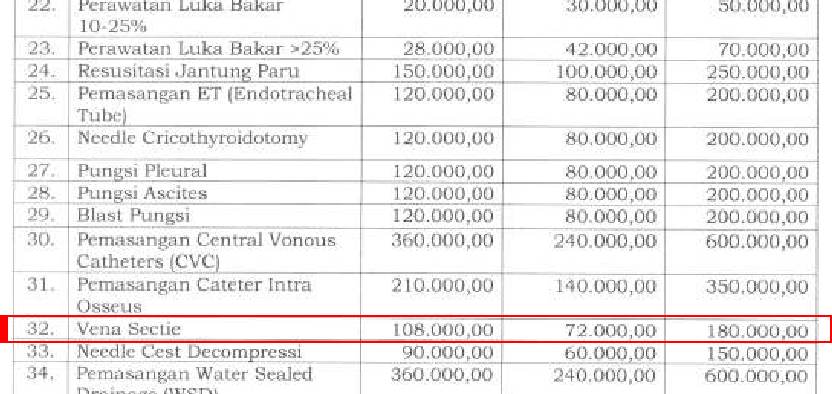 22. Perawatan Luka Bakar 20.000,00 30.000,00 50.000,00
10-25%
23. Perawatan Luka Bakar >25% 28.000,00 42.000,00 70.000,00
24. Resusitasi Jantung Paru 150.000,00 100.000,00 250.000,00
25. Pemasangan ET (Endotracheal 120.000,00 80.000,00 200.000,00
Tube)
26. Needle Cricothyroidotomy 120.000,00 80.000,00 200.000,00
27. Pungsi Pleural 120.000,00 80.000,00 200.000,00
28. Pungsi Ascites 120.000,00 80.000,00 200.000,00
29. Blast Pungsi 120.000,00 80.000,00 200.000,00
30. Pemasangan Central Vonous 360.000,00 240.000,00 600.000,00
Catheters (CVC)
31. Pemasangan Cateter Intra 210.000,00 140.000,00 350.000,00
Osseus
32. Vena Sectie 108.000,00 72.000,00 180.000,00
33. Needle Cest Decompressi 90.000,00 60.000,00 150.000,00
34. Pemasangan Water Sealed 360.000,00 240.000,00 600.000,00
Drainage (WSD)